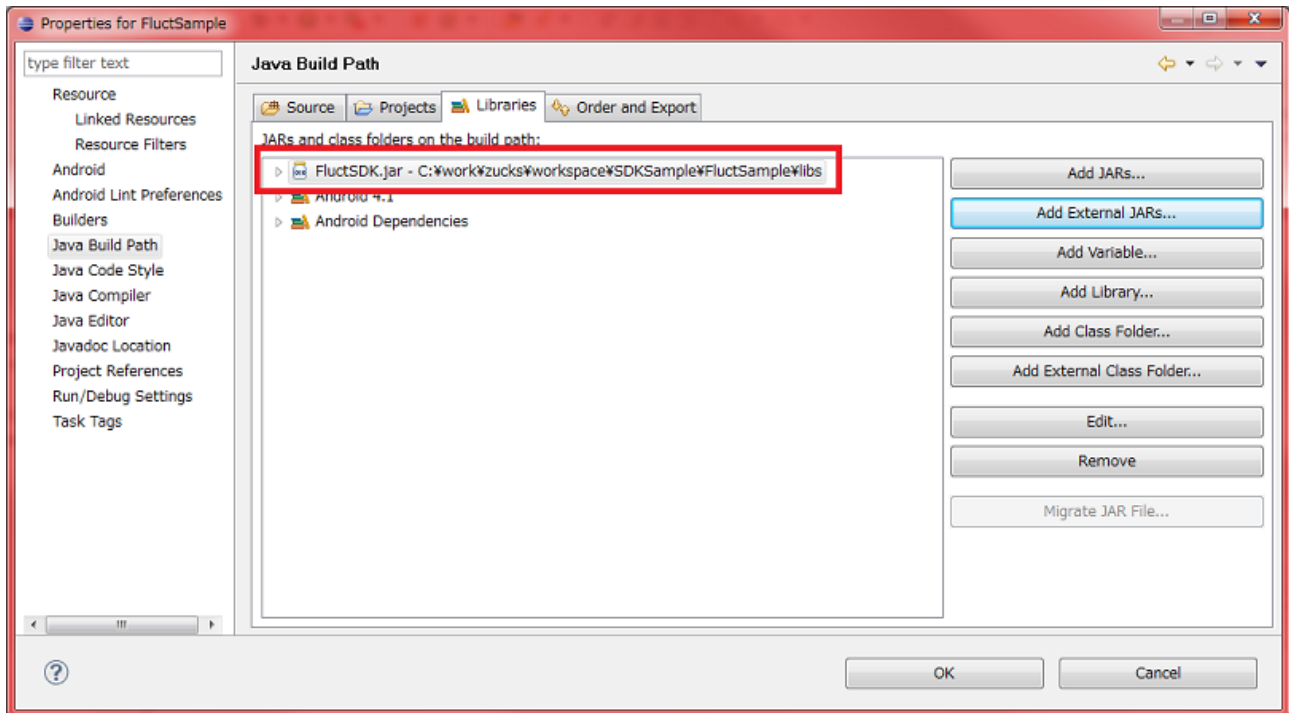 Properties for FluctSample
type filter text
Resource
Linked Resources
Resource Filters
Android
Android Lint Preferences
Builders
Java Build Path
Java Code Style
Java Compiler
Java Editor
Javadoc Location
Project References
Run/Debug Settings
Task Tags
Java Build Path
Source Projects Libraries Order and Export
JARs and class folders on the build path:
FluctSDK.jar - C:¥work¥zucks¥workspace¥SDKSample¥FluctSample¥libs
Android 4.1
Android Dependencies
Add JARs...
Add External JARs...
Add Variable...
Add Library...
Add Class Folder...
Add External Class Folder...
Edit...
Remove
Migrate JAR File...
OK Cancel